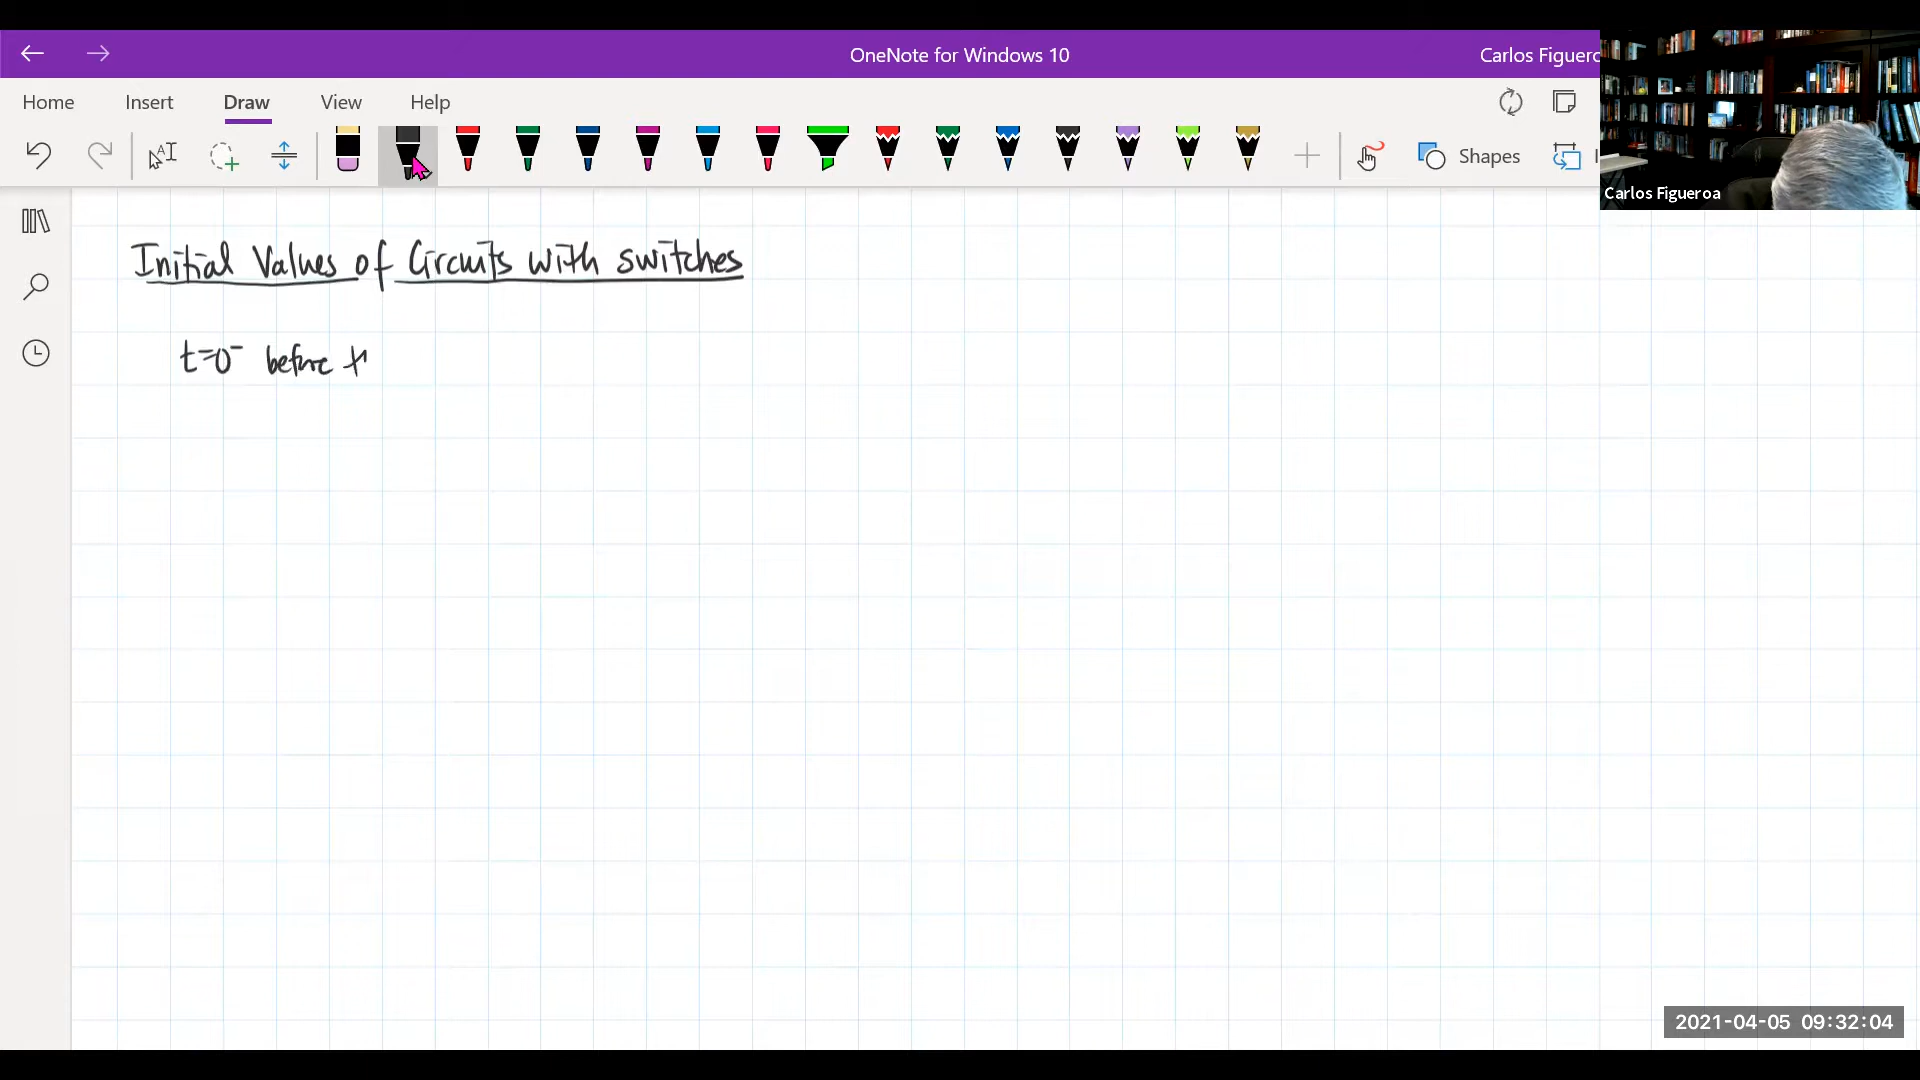 OneNote for Windows 10
Carlos Figuero
Home Insert Draw View Help
Shapes
Carlos Figueroa
Initial Values of Circuits with switches
t=0⁻ before
2021-04-05 09:32:04